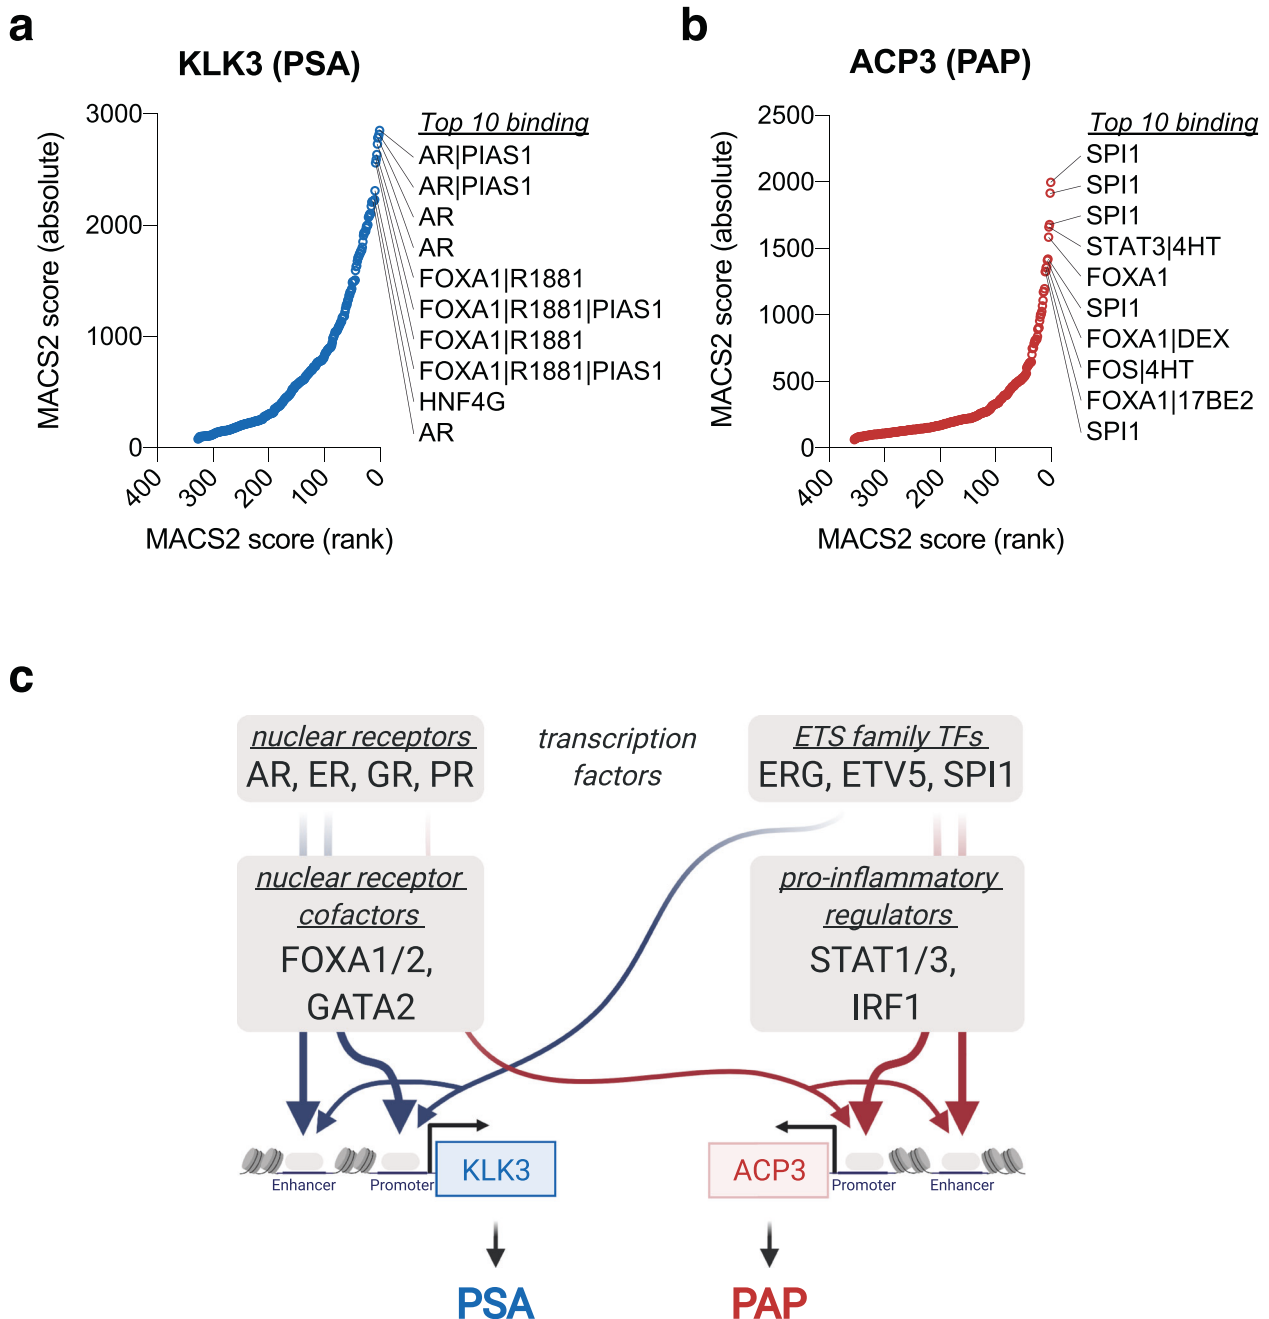 a
KLK3 (PSA)
MACS2 score (absolute)
3000
2000
1000
0
400
300
200
100
0
MACS2 score (rank)
Top 10 binding
AR|PIAS1
AR|PIAS1
AR
AR
FOXA1|R1881
FOXA1|R1881|PIAS1
FOXA1|R1881
FOXA1|R1881|PIAS1
HNF4G
AR
b
ACP3 (PAP)
MACS2 score (absolute)
2500
2000
1500
1000
500
0
400
300
200
100
0
MACS2 score (rank)
Top 10 binding
SPI1
SPI1
SPI1
STAT3|4HT
FOXA1
SPI1
FOXA1|DEX
FOS|4HT
FOXA1|17BE2
SPI1
c
nuclear receptors
AR, ER, GR, PR
transcription
factors
ETS family TFs
ERG, ETV5, SPI1
nuclear receptor
cofactors
FOXA1/2,
GATA2
pro-inflammatory
regulators
STAT1/3,
IRF1
Enhancer
Promoter
KLK3
ACP3
Promoter
Enhancer
PSA
PAP